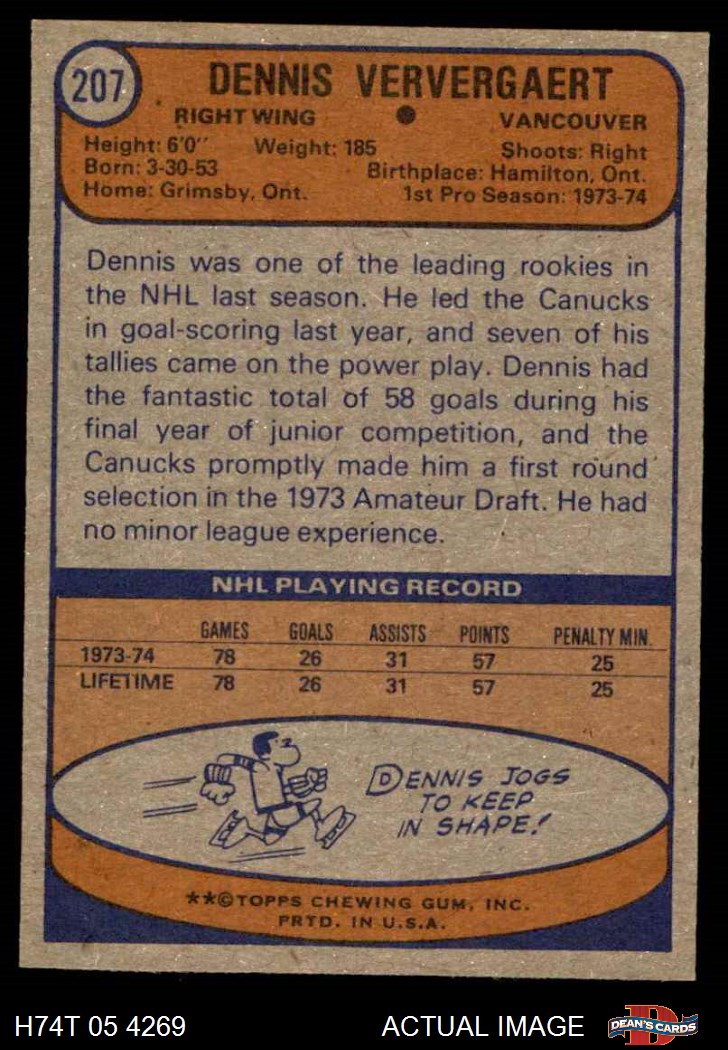 207
DENNIS VERVERGAERT
RIGHT WING ● VANCOUVER
Height: 6'0" Weight: 185 Shoots: Right
Born: 3-30-53 Birthplace: Hamilton, Ont.
Home: Grimsby, Ont. 1st Pro Season: 1973-74
Dennis was one of the leading rookies in
the NHL last season. He led the Canucks
in goal-scoring last year, and seven of his
tallies came on the power play. Dennis had
the fantastic total of 58 goals during his
final year of junior competition, and the
Canucks promptly made him a first round
selection in the 1973 Amateur Draft. He had
no minor league experience.
NHL PLAYING RECORD
GAMES GOALS ASSISTS POINTS PENALTY MIN.
1973-74 78 26 31 57 25
LIFETIME 78 26 31 57 25
DENNIS JOGS
TO KEEP
IN SHAPE!
**©TOPPS CHEWING GUM, INC.
PRTD. IN U.S.A.
H74T 05 4269 ACTUAL IMAGE
D
DEAN'S CARDS